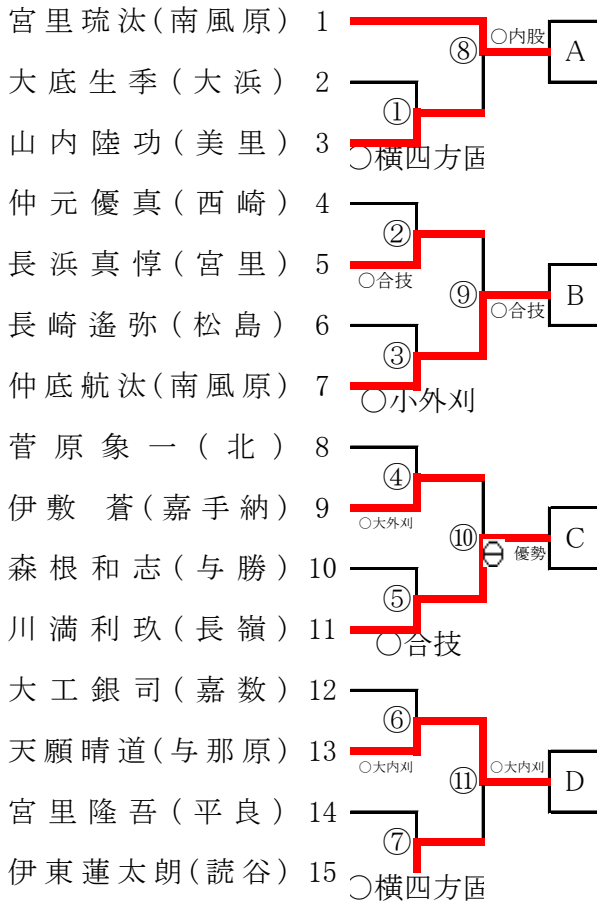 宮里琉汰(南風原) 1
○内股
⑧
A
大底生季(大浜) 2
①
山内陸功(美里) 3
○横四方固
仲元優真(西崎) 4
②
長浜真惇(宮里) 5
○合技
⑨
○合技
B
長崎遙弥(松島) 6
③
仲底航汰(南風原) 7
○小外刈
菅原象一(北) 8
④
伊敷 蒼(嘉手納) 9
○大外刈
⑩
優勢
C
森根和志(与勝) 10
⑤
川満利玖(長嶺) 11
○合技
大工銀司(嘉数) 12
⑥
天願晴道(与那原) 13
○大内刈
⑪
○大内刈
D
宮里隆吾(平良) 14
⑦
伊東蓮太朗(読谷) 15
○横四方固